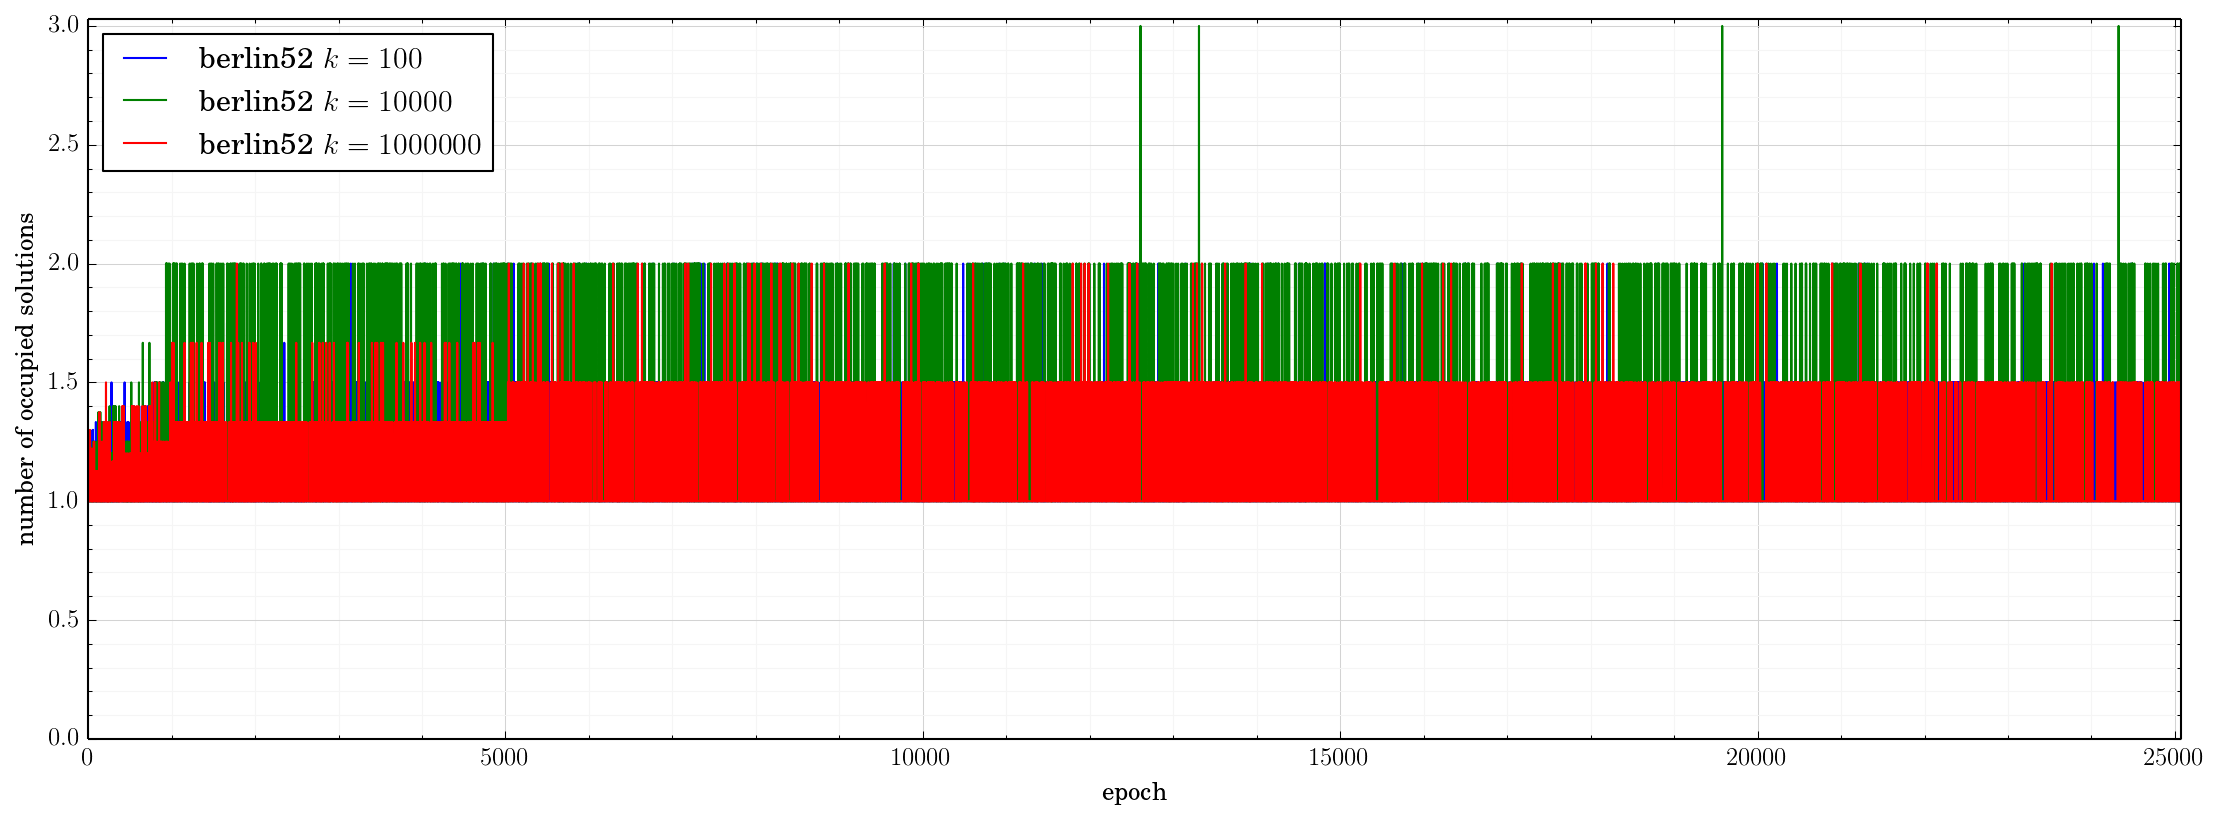 3.0
2.5
2.0
1.5
1.0
0.5
0.0
number of occupied solutions
berlin52 k = 100
berlin52 k = 10000
berlin52 k = 1000000
0 5000 10000 15000 20000 25000
epoch